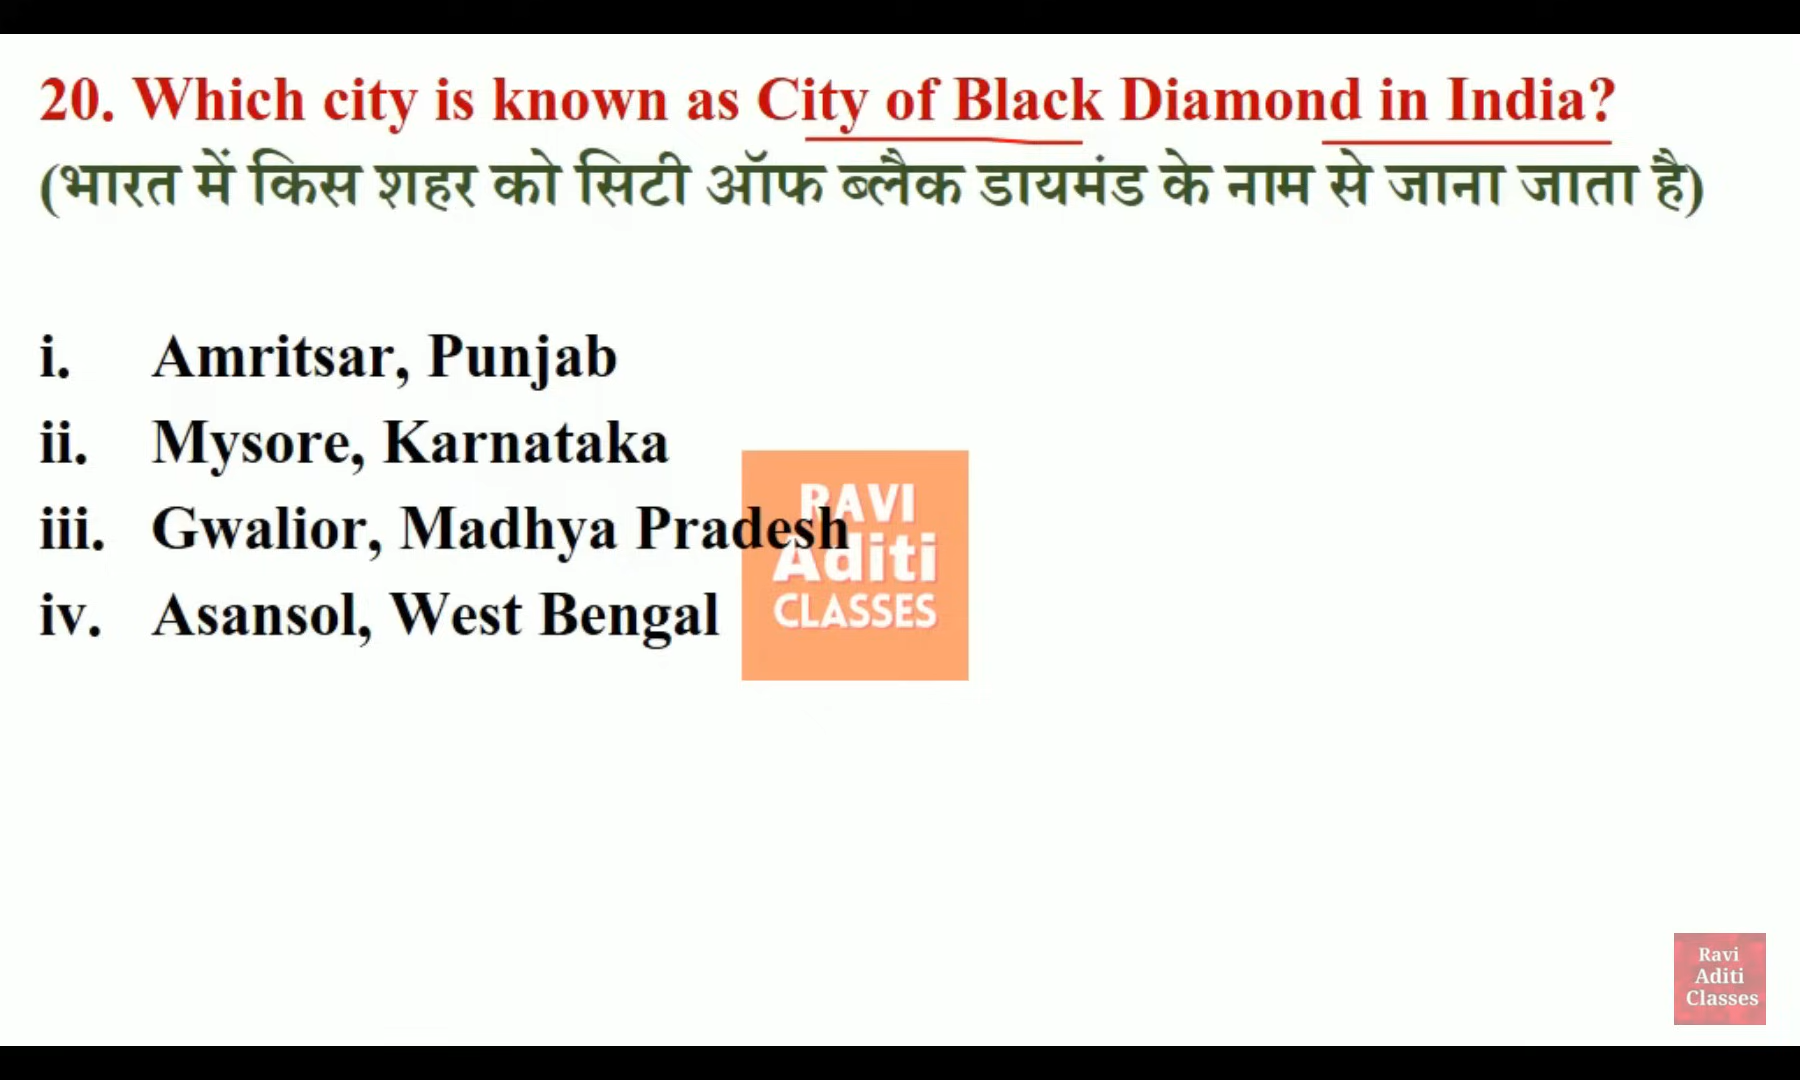 20. Which city is known as City of Black Diamond in India?
(भारत में किस शहर को सिटी ऑफ ब्लैक डायमंड के नाम से जाना जाता है)
i. Amritsar, Punjab
ii. Mysore, Karnataka
iii. Gwalior, Madhya Pradesh
iv. Asansol, West Bengal
RAVI
Aditi
CLASSES
Ravi
Aditi
Classes